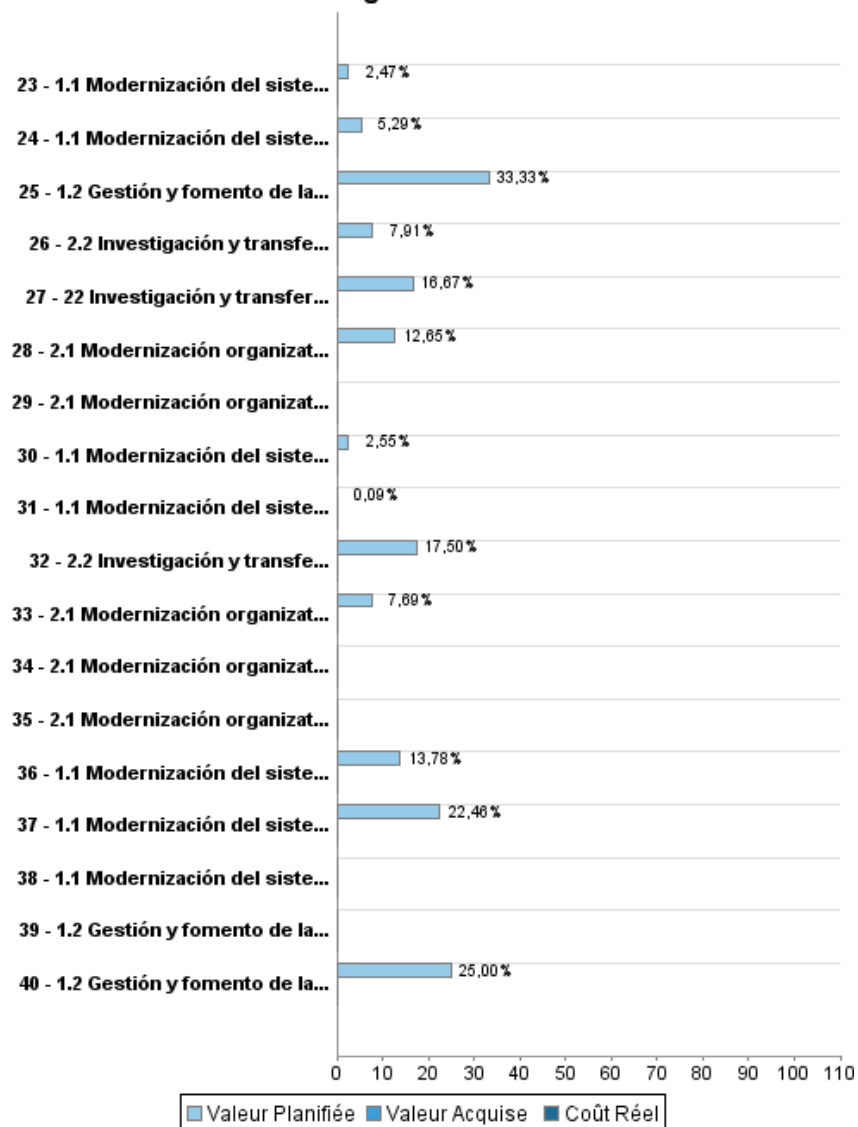 23 - 1.1 Modernización del siste... 2,47%
24 - 1.1 Modernización del siste... 5,29%
25 - 1.2 Gestión y fomento de la... 33,33%
26 - 2.2 Investigación y transfe... 7,91%
27 - 22 Investigación y transfer... 16,67%
28 - 2.1 Modernización organizat... 12,65%
29 - 2.1 Modernización organizat...
30 - 1.1 Modernización del siste... 2,55%
31 - 1.1 Modernización del siste... 0,09%
32 - 2.2 Investigación y transfe... 17,50%
33 - 2.1 Modernización organizat... 7,69%
34 - 2.1 Modernización organizat...
35 - 2.1 Modernización organizat...
36 - 1.1 Modernización del siste... 13,78%
37 - 1.1 Modernización del siste... 22,46%
38 - 1.1 Modernización del siste...
39 - 1.2 Gestión y fomento de la...
40 - 1.2 Gestión y fomento de la... 25,00%
0 10 20 30 40 50 60 70 80 90 100 110
Valeur Planifiée Valeur Acquise Coût Réel